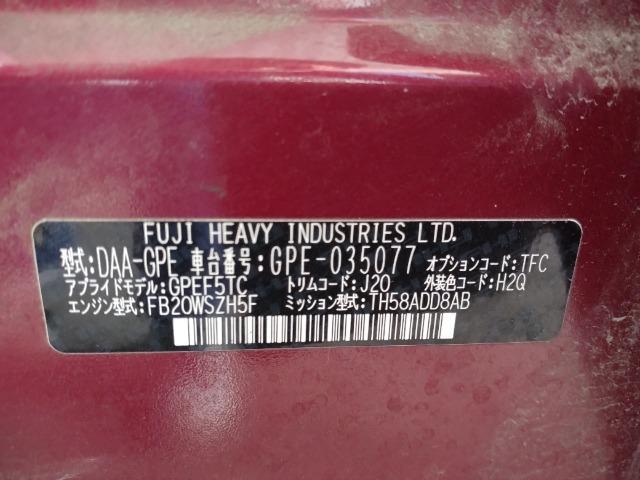 FUJI HEAVY INDUSTRIES LTD.
型式:DAA-GPE 車台番号:GPE-035077 オプションコード:TFC
アプライドモデル:GPEF5TC トリムコード:J20 外装色コード:H2Q
エンジン型式:FB20WSZH5F ミッション型式:TH58ADD8AB